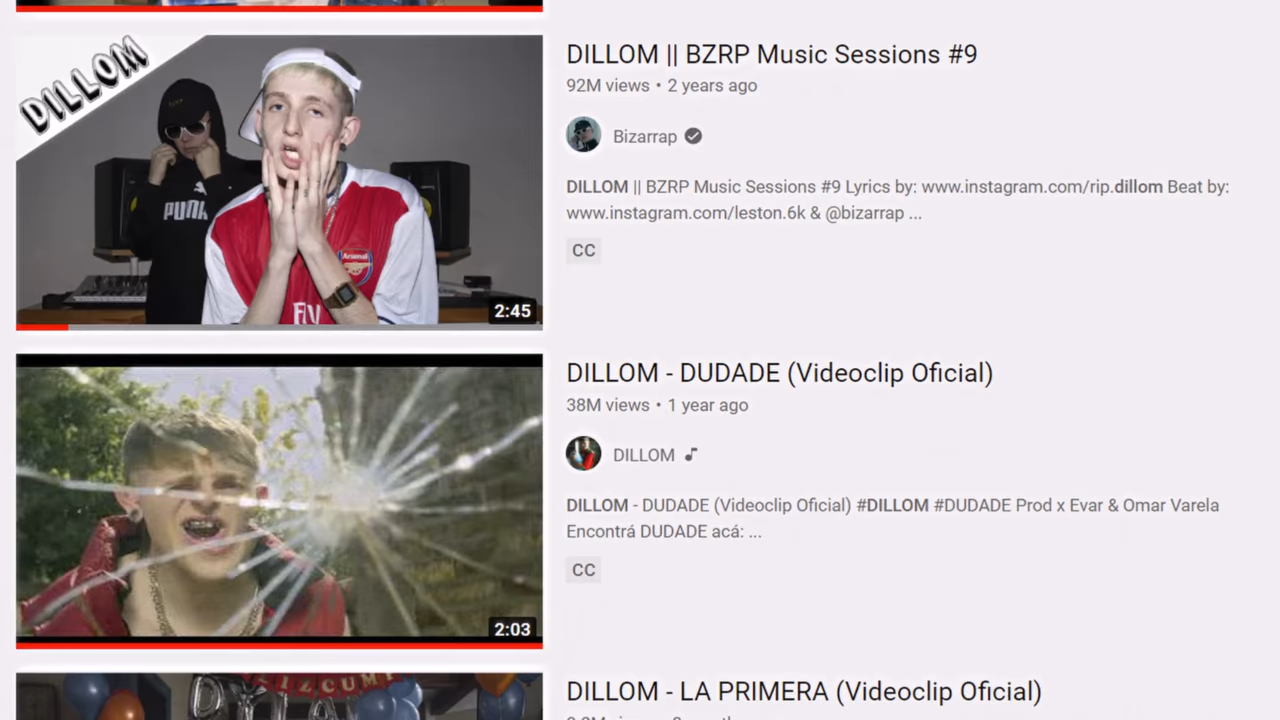 DILLOM
PUMA
Arsenal
2:45
DILLOM || BZRP Music Sessions #9
92M views • 2 years ago
Bizarrap
DILLOM || BZRP Music Sessions #9 Lyrics by: www.instagram.com/rip.dillom Beat by:
www.instagram.com/leston.6k & @bizarrap ...
CC
2:03
DILLOM - DUDADE (Videoclip Oficial)
38M views • 1 year ago
DILLOM
DILLOM - DUDADE (Videoclip Oficial) #DILLOM #DUDADE Prod x Evar & Omar Varela
Encontrá DUDADE acá: ...
CC
DILLOM - LA PRIMERA (Videoclip Oficial)